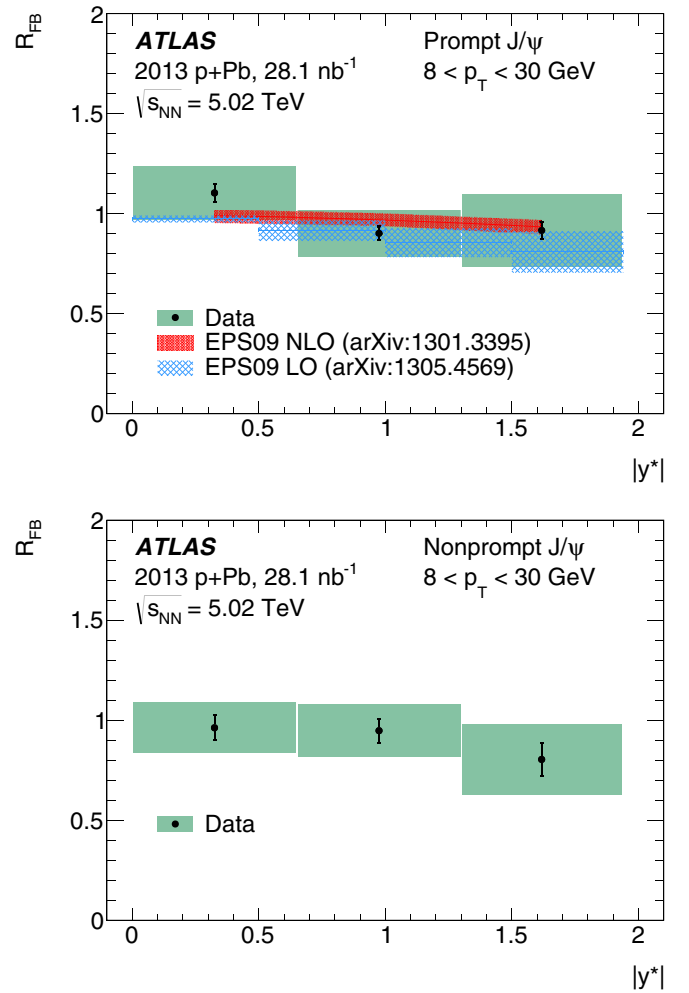 R_FB
2
ATLAS Prompt J/ψ
2013 p+Pb, 28.1 nb⁻¹ 8 < p_T < 30 GeV
√s_NN = 5.02 TeV
1.5
1
0.5
Data
EPS09 NLO (arXiv:1301.3395)
EPS09 LO (arXiv:1305.4569)
0
0 0.5 1 1.5 2
|y*|
R_FB
2
ATLAS Nonprompt J/ψ
2013 p+Pb, 28.1 nb⁻¹ 8 < p_T < 30 GeV
√s_NN = 5.02 TeV
1.5
1
0.5
Data
0
0 0.5 1 1.5 2
|y*|